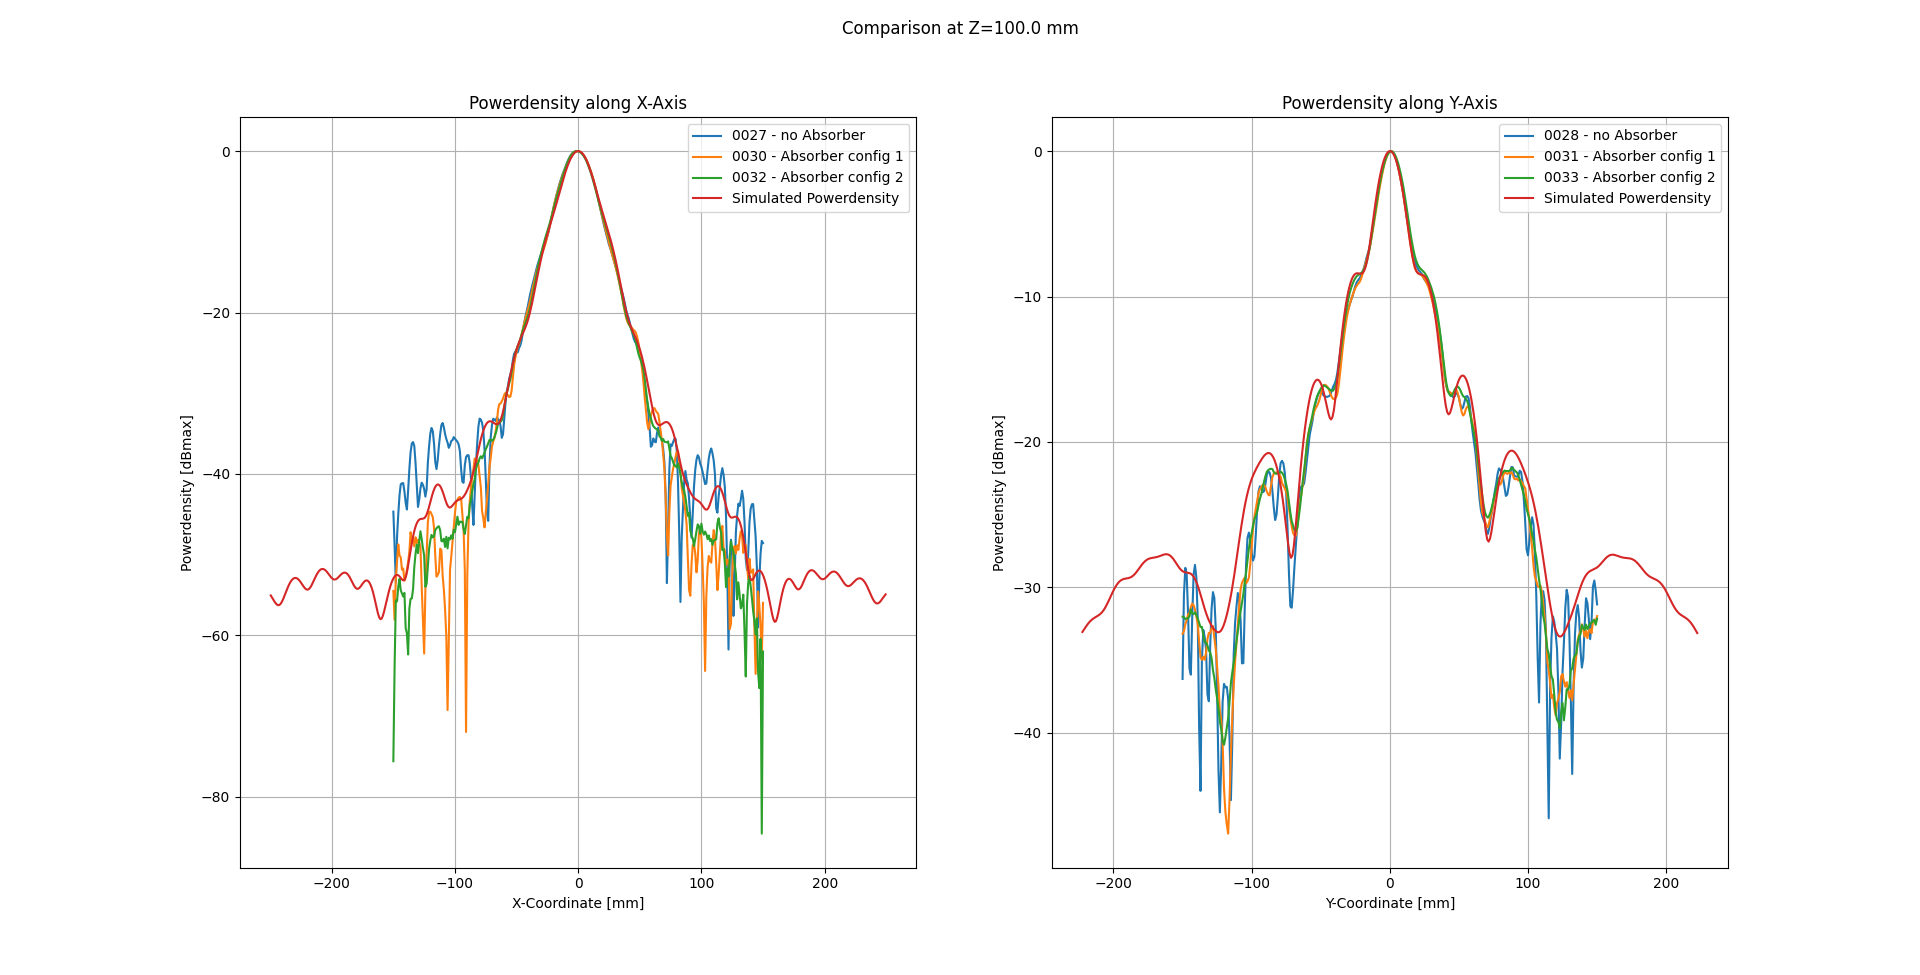 Comparison at Z=100.0 mm
Powerdensity along X-Axis
0027 - no Absorber
0030 - Absorber config 1
0032 - Absorber config 2
Simulated Powerdensity
0
−20
−40
−60
−80
Powerdensity [dBmax]
−200
−100
0
100
200
X-Coordinate [mm]
Powerdensity along Y-Axis
0028 - no Absorber
0031 - Absorber config 1
0033 - Absorber config 2
Simulated Powerdensity
0
−10
−20
−30
−40
Powerdensity [dBmax]
−200
−100
0
100
200
Y-Coordinate [mm]